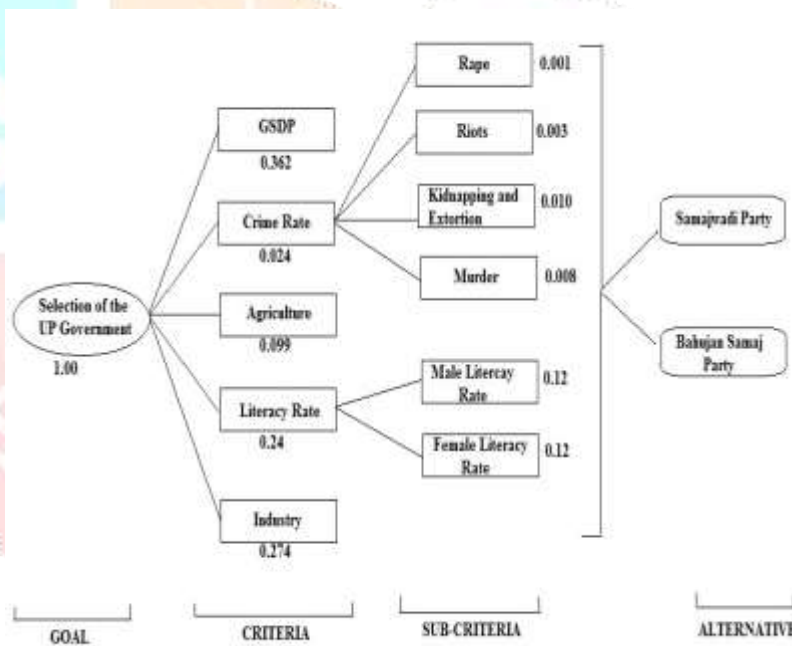 Selection of the
UP Government
1.00
GSDP
0.362
Crime Rate
0.024
Agriculture
0.099
Literacy Rate
0.24
Industry
0.274
Rape
0.001
Riots
0.003
Kidnapping and
Extortion
0.010
Murder
0.008
Male Litercay
Rate
0.12
Female Literacy
Rate
0.12
Samajwadi Party
Bahujan Samaj
Party
GOAL
CRITERIA
SUB-CRITERIA
ALTERNATIVE